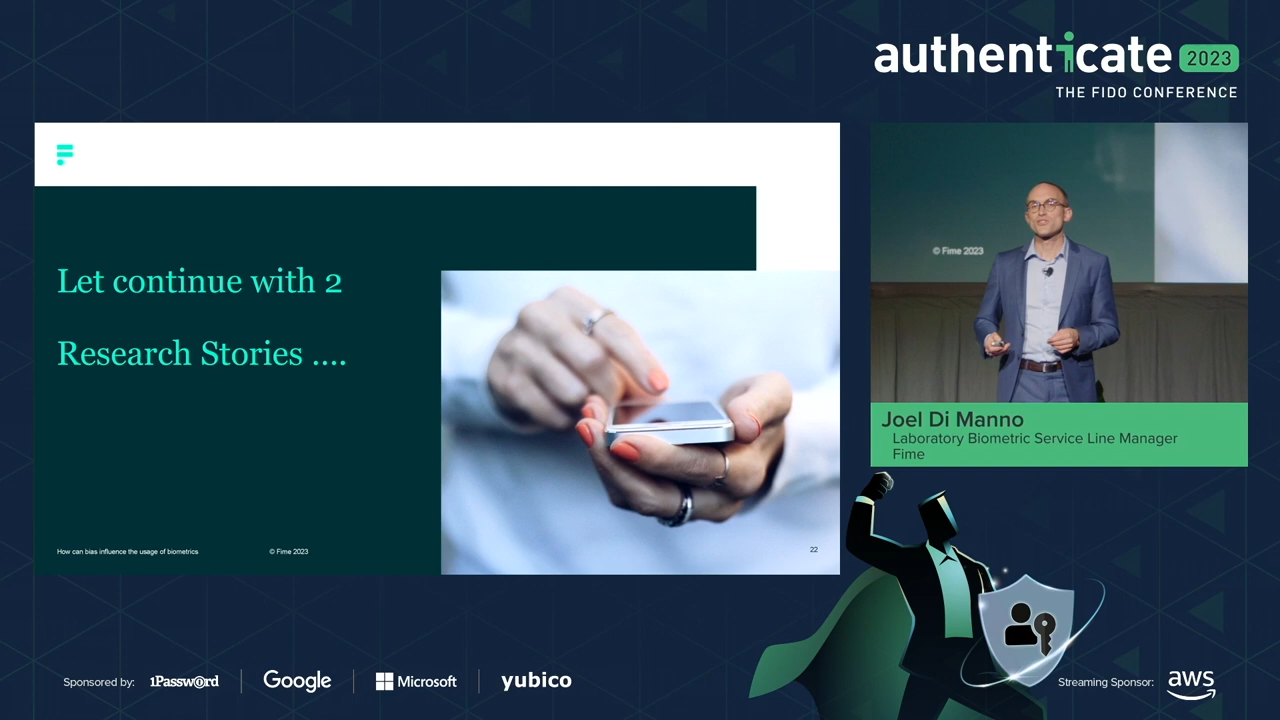 authenticate 2023
THE FIDO CONFERENCE
Let continue with 2
Research Stories ....
How can bias influence the usage of biometrics
© Fime 2023
22
© Fime 2023
Joel Di Manno
Laboratory Biometric Service Line Manager
Fime
Sponsored by:
1Password
Google
Microsoft
yubico
Streaming Sponsor:
aws